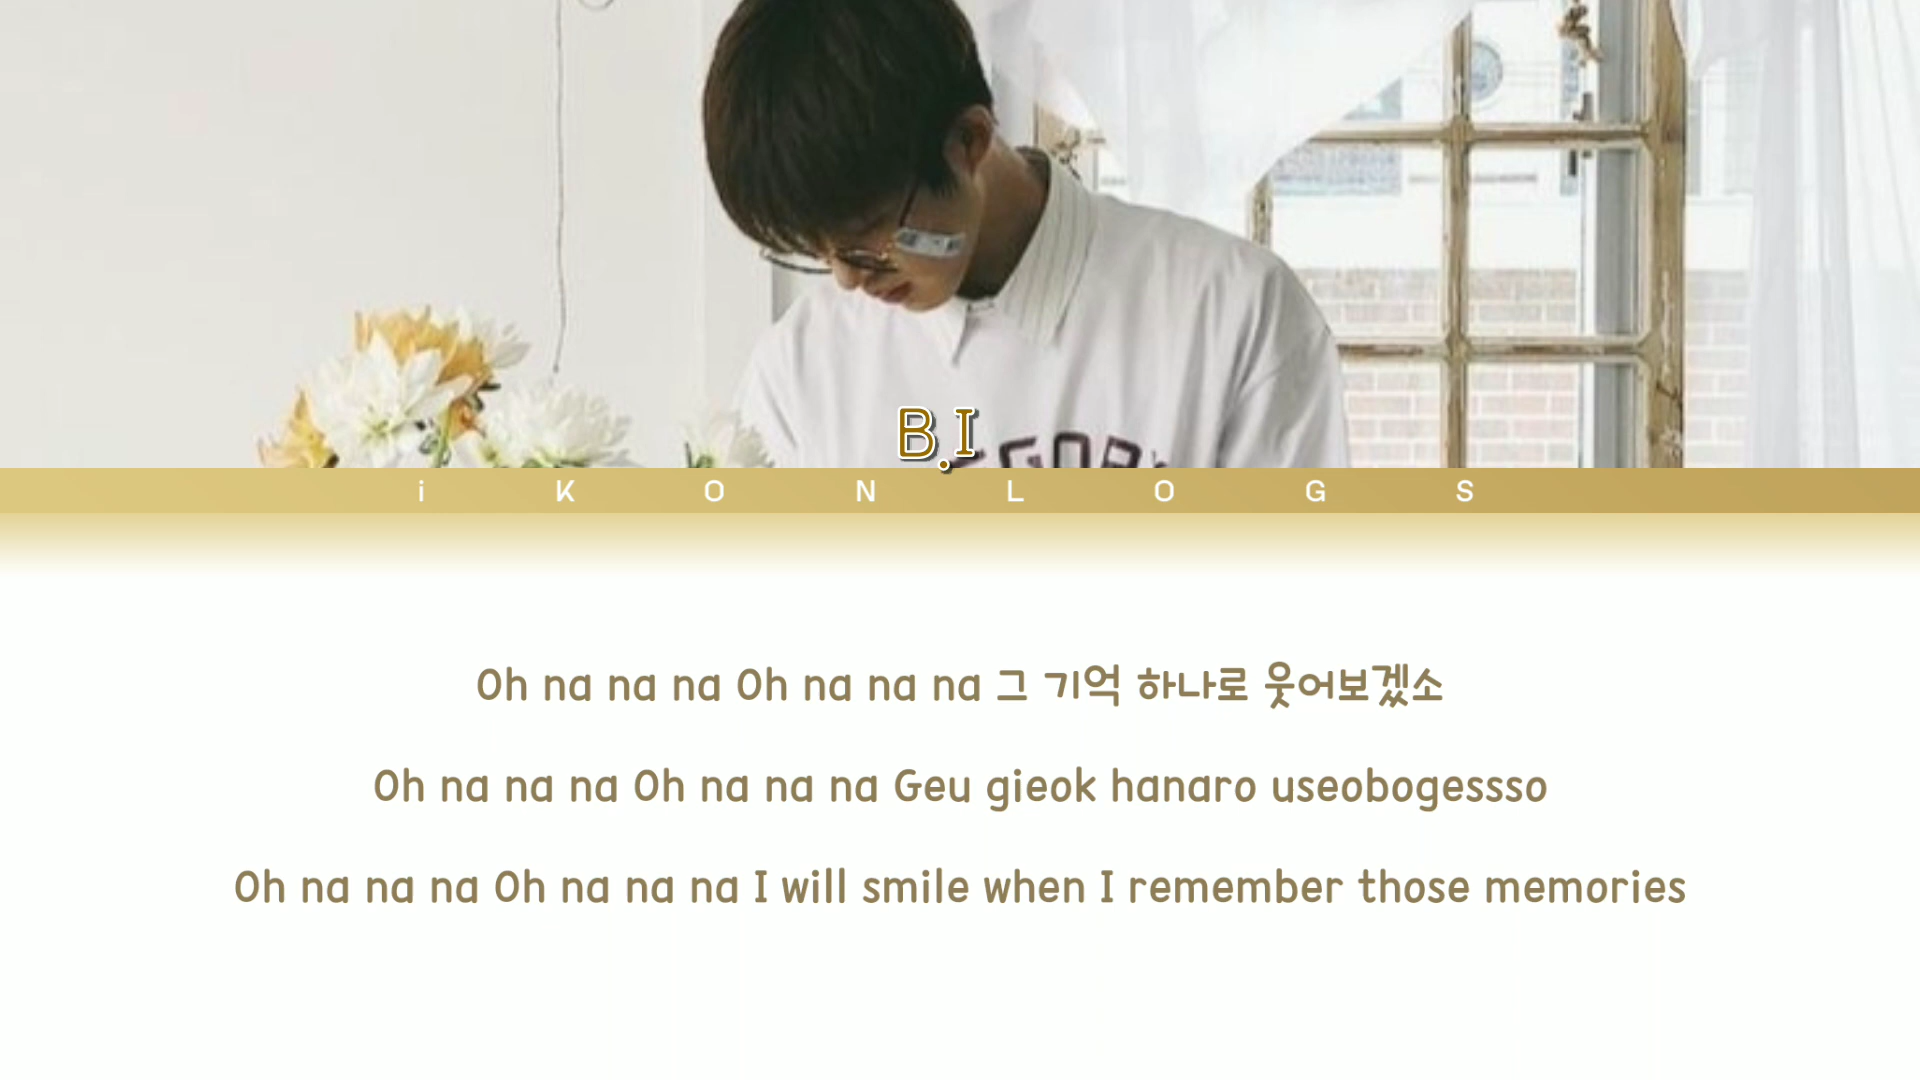 B.I
iKONLOGS
Oh na na na Oh na na na 그 기억 하나로 웃어보겠소
Oh na na na Oh na na na Geu gieok hanaro useobogessso
Oh na na na Oh na na na I will smile when I remember those memories